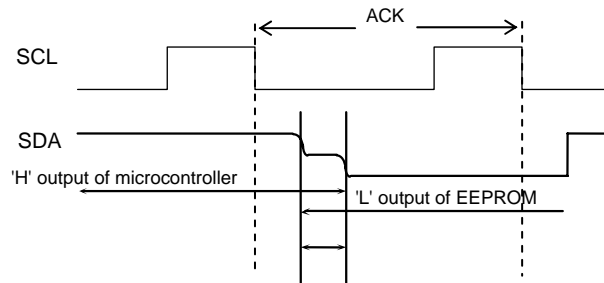 ACK
SCL
SDA
'H' output of microcontroller
'L' output of EEPROM